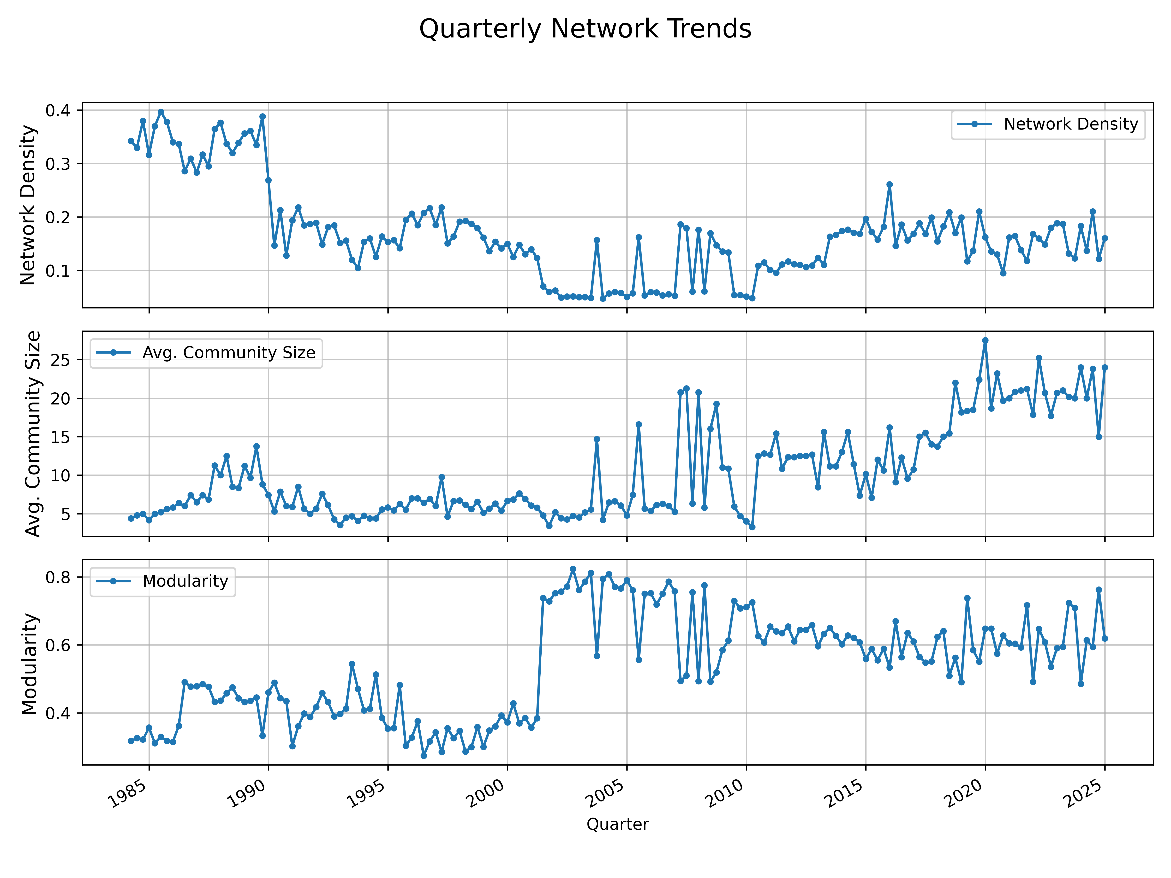 Quarterly Network Trends
Network Density
0.4
0.3
0.2
0.1
Network Density
Avg. Community Size
25
20
15
10
5
Avg. Community Size
Modularity
0.8
0.6
0.4
Modularity
1985
1990
1995
2000
2005
2010
2015
2020
2025
Quarter